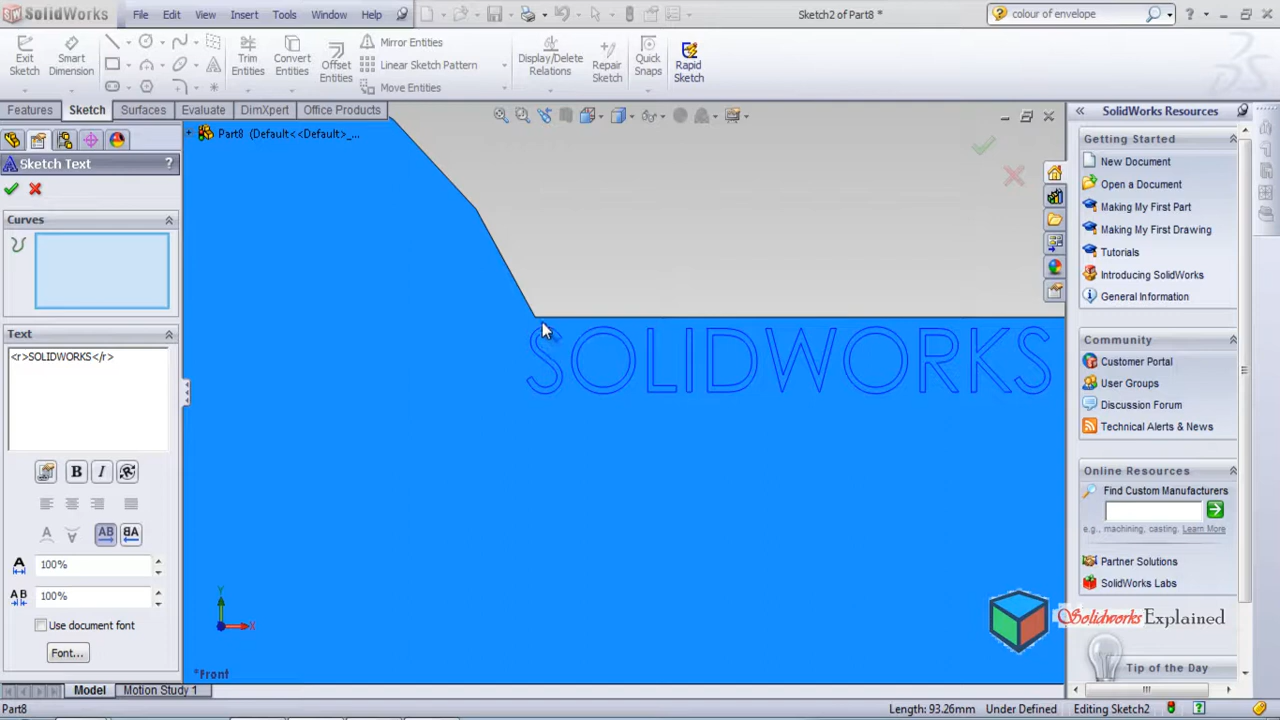 SolidWorks
File Edit View Insert Tools Window Help
Sketch2 of Part8 *
colour of envelope
Exit Sketch
Smart Dimension
Trim Entities
Convert Entities
Offset Entities
Mirror Entities
Linear Sketch Pattern
Move Entities
Display/Delete Relations
Repair Sketch
Quick Snaps
Rapid Sketch
Features Sketch Surfaces Evaluate DimXpert Office Products
Part8 (Default<<Default>_...
Sketch Text
?
Curves
Text
<r>SOLIDWORKS</r>
B I
A A AB BA
A 100%
AB 100%
Use document font
Font...
SOLIDWORKS
Y
X
*Front
SolidWorks Resources
Getting Started
New Document
Open a Document
Making My First Part
Making My First Drawing
Tutorials
Introducing SolidWorks
General Information
Community
Customer Portal
User Groups
Discussion Forum
Technical Alerts & News
Online Resources
Find Custom Manufacturers
e.g., machining, casting. Learn More
Partner Solutions
SolidWorks Labs
Solidworks Explained
Tip of the Day
Model Motion Study 1
Part8
Length: 93.26mm Under Defined Editing Sketch2